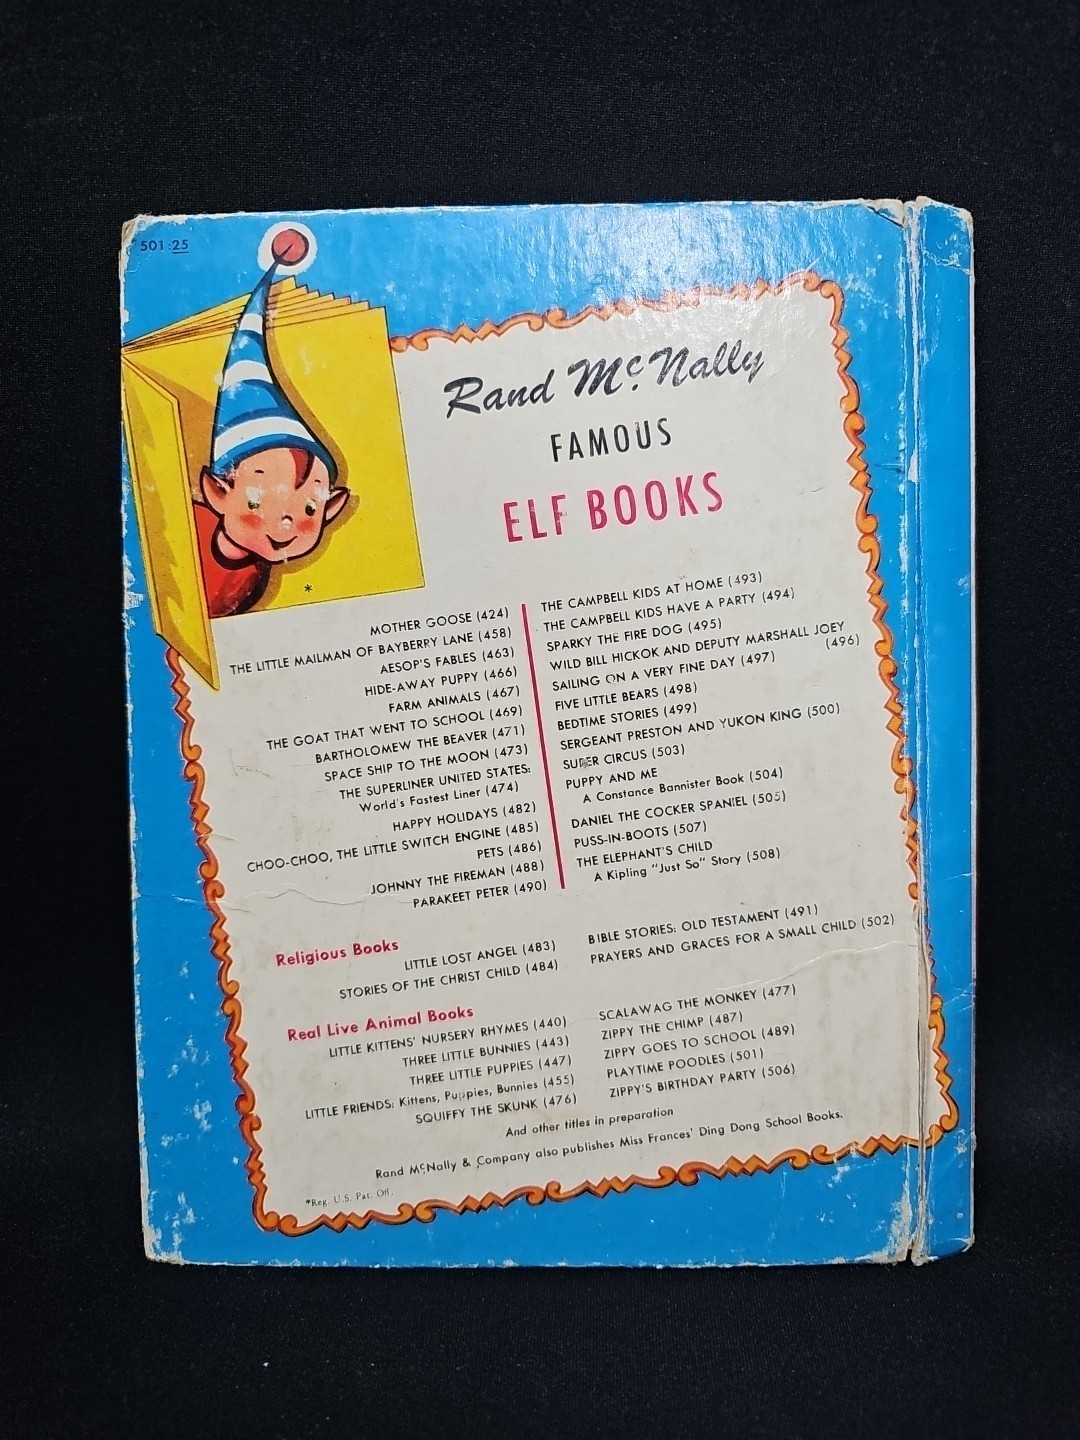 501:25
Rand McNally
FAMOUS
ELF BOOKS
*
MOTHER GOOSE (424)
THE LITTLE MAILMAN OF BAYBERRY LANE (458)
AESOP'S FABLES (463)
HIDE-AWAY PUPPY (466)
FARM ANIMALS (467)
THE GOAT THAT WENT TO SCHOOL (469)
BARTHOLOMEW THE BEAVER (471)
SPACE SHIP TO THE MOON (473)
THE SUPERLINER UNITED STATES:
World's Fastest Liner (474)
HAPPY HOLIDAYS (482)
CHOO-CHOO, THE LITTLE SWITCH ENGINE (485)
PETS (486)
JOHNNY THE FIREMAN (488)
PARAKEET PETER (490)
THE CAMPBELL KIDS AT HOME (493)
THE CAMPBELL KIDS HAVE A PARTY (494)
SPARKY THE FIRE DOG (495)
WILD BILL HICKOK AND DEPUTY MARSHALL JOEY
(496)
SAILING ON A VERY FINE DAY (497)
FIVE LITTLE BEARS (498)
BEDTIME STORIES (499)
SERGEANT PRESTON AND YUKON KING (500)
SUPER CIRCUS (503)
PUPPY AND ME
A Constance Bannister Book (504)
DANIEL THE COCKER SPANIEL (505)
PUSS-IN-BOOTS (507)
THE ELEPHANT'S CHILD
A Kipling "Just So" Story (508)
Religious Books
LITTLE LOST ANGEL (483)
STORIES OF THE CHRIST CHILD (484)
BIBLE STORIES: OLD TESTAMENT (491)
PRAYERS AND GRACES FOR A SMALL CHILD (502)
Real Live Animal Books
LITTLE KITTENS' NURSERY RHYMES (440)
THREE LITTLE BUNNIES (443)
THREE LITTLE PUPPIES (447)
LITTLE FRIENDS: Kittens, Puppies, Bunnies (455)
SQUIFFY THE SKUNK (476)
SCALAWAG THE MONKEY (477)
ZIPPY THE CHIMP (487)
ZIPPY GOES TO SCHOOL (489)
PLAYTIME POODLES (501)
ZIPPY'S BIRTHDAY PARTY (506)
And other titles in preparation
Rand McNally & Company also publishes Miss Frances' Ding Dong School Books.
*Reg. U.S. Pat. Off.